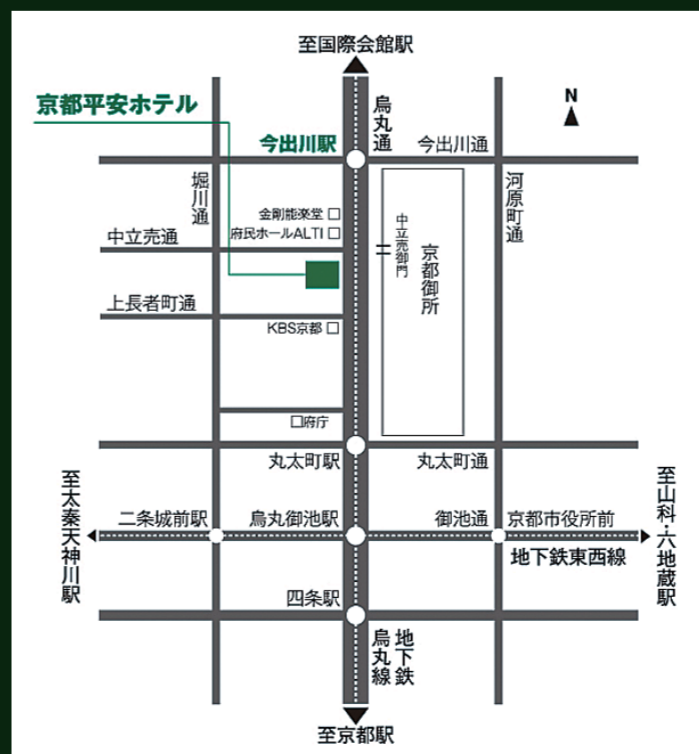 至国際会館駅
京都平安ホテル
N
烏丸通
今出川駅
今出川通
堀川通
河原町通
金剛能楽堂
府民ホールALTI
中立売通
中立売御門
京都御所
上長者町通
KBS京都
府庁
丸太町駅
丸太町通
至太秦天神川駅
二条城前駅
烏丸御池駅
御池通
京都市役所前
至山科・六地蔵駅
地下鉄東西線
四条駅
地下鉄
烏丸線
至京都駅